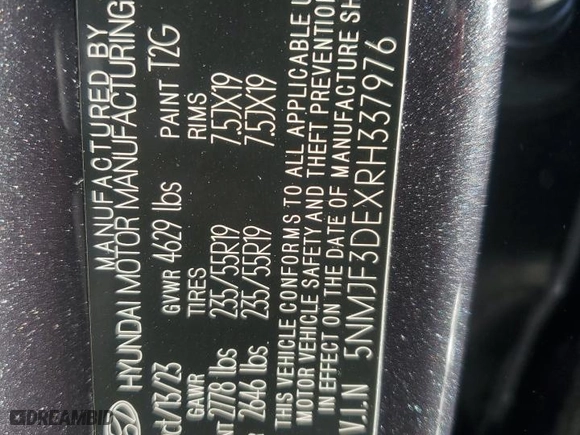 MANUFACTURED BY
HYUNDAI MOTOR MANUFACTURING
13/23 GVWR 4629 lbs PAINT T2G
GAWR TIRES RIMS
2778 lbs 235/55R19 7.5JX19
2646 lbs 235/55R19 7.5JX19
THIS VEHICLE CONFORMS TO ALL APPLICABLE
MOTOR VEHICLE SAFETY AND THEFT PREVENTION
IN EFFECT ON THE DATE OF MANUFACTURE SH
V.I.N 5NMJF3DEXRH337976
DREAMBID